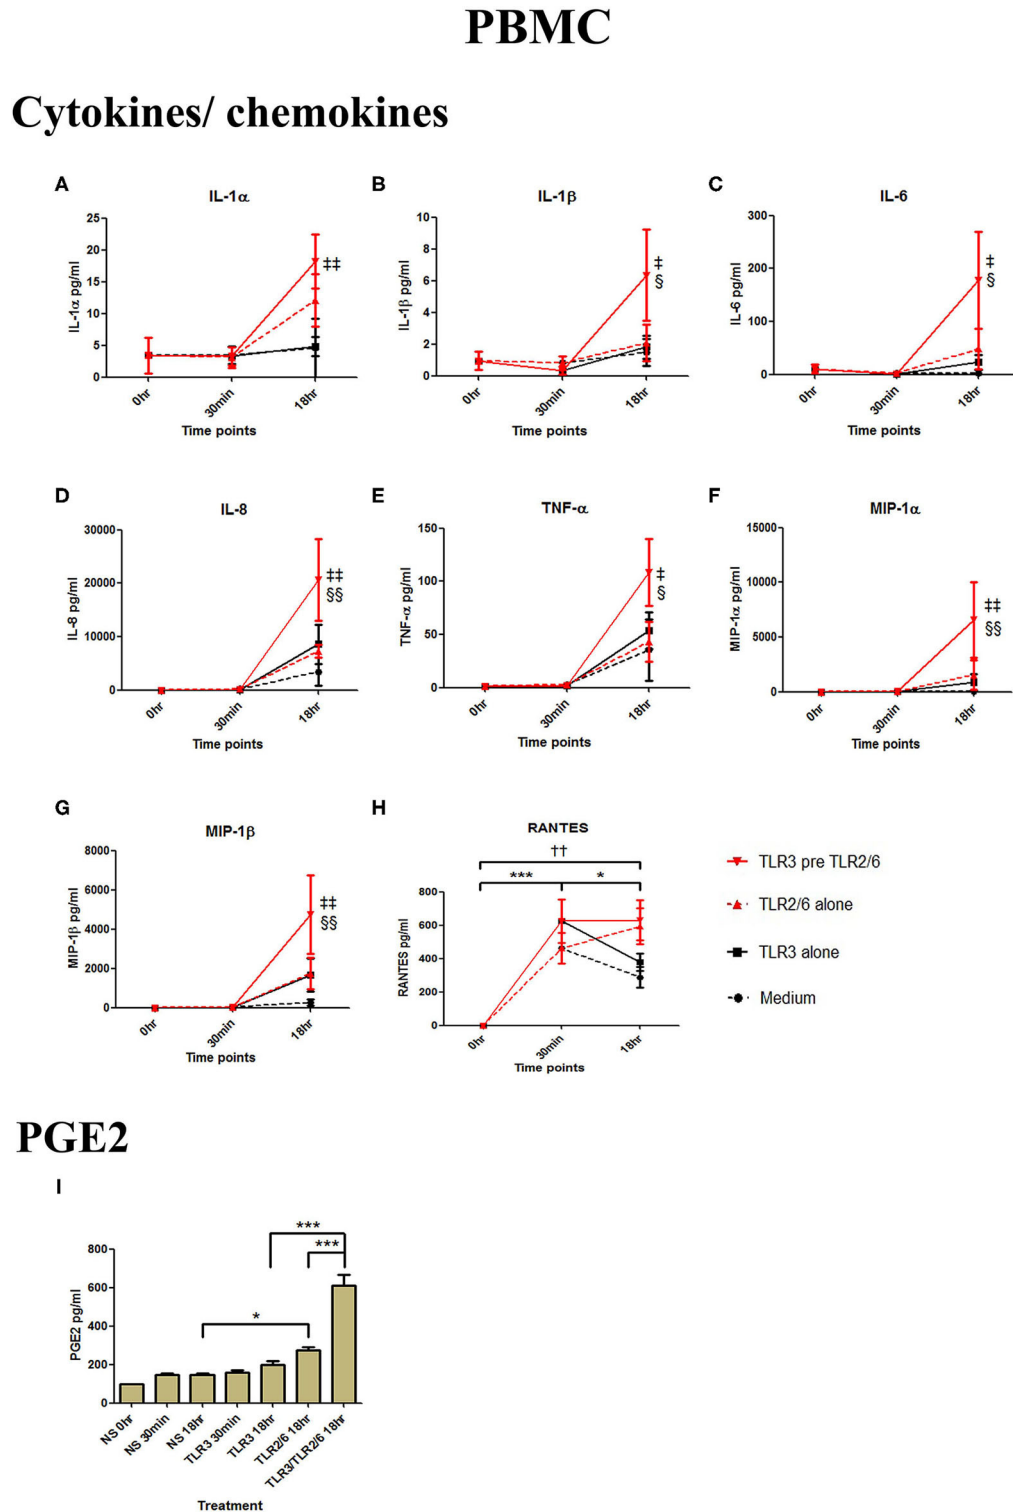 PBMC
Cytokines/ chemokines
A
IL-1α
IL-1α pg/ml
25
20
15
10
5
0
0hr
30min
18hr
Time points
‡‡
B
IL-1β
IL-1β pg/ml
10
8
6
4
2
0
0hr
30min
18hr
Time points
‡
§
C
IL-6
IL-6 pg/ml
300
200
100
0
0hr
30min
18hr
Time points
‡
§
D
IL-8
IL-8 pg/ml
30000
20000
10000
0
0hr
30min
18hr
Time points
‡‡
§§
E
TNF-α
TNF-α pg/ml
150
100
50
0
0hr
30min
18hr
Time points
‡
§
F
MIP-1α
MIP-1α pg/ml
15000
10000
5000
0
0hr
30min
18hr
Time points
‡‡
§§
G
MIP-1β
MIP-1β pg/ml
8000
6000
4000
2000
0
0hr
30min
18hr
Time points
‡‡
§§
H
RANTES
††
*** *
RANTES pg/ml
800
600
400
200
0
0hr
30min
18hr
Time points
TLR3 pre TLR2/6
TLR2/6 alone
TLR3 alone
Medium
PGE2
I
PGE2 pg/ml
800
600
400
200
0
***
***
*
NS 0hr
NS 30min
NS 18hr
TLR3 30min
TLR3 18hr
TLR2/6 18hr
TLR3/TLR2/6 18hr
Treatment